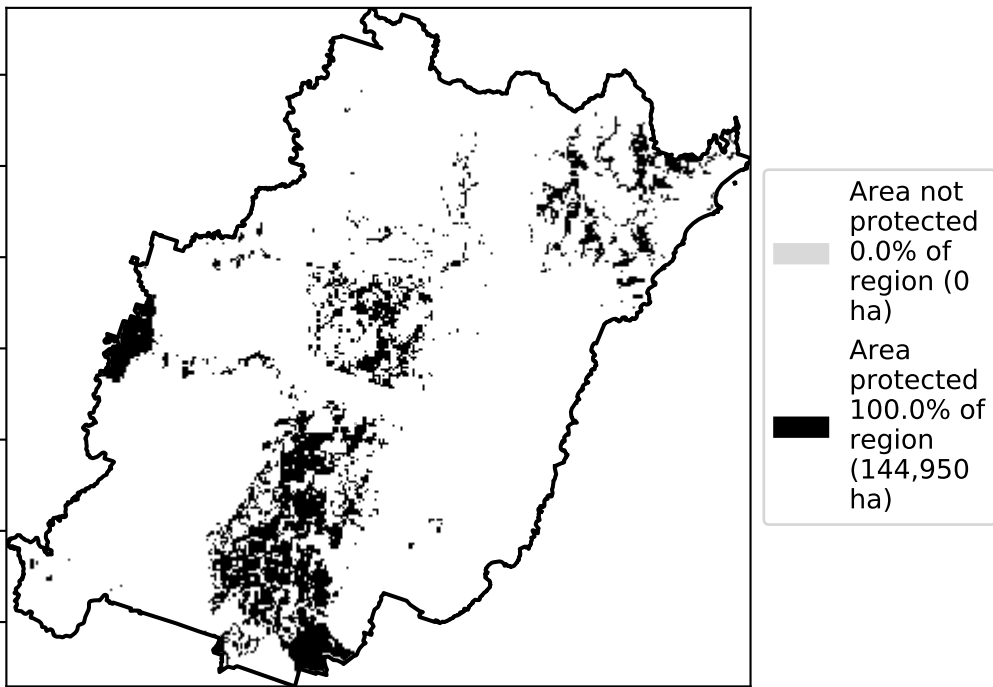 Area not
protected
0.0% of
region (0
ha)
Area
protected
100.0% of
region
(144,950
ha)